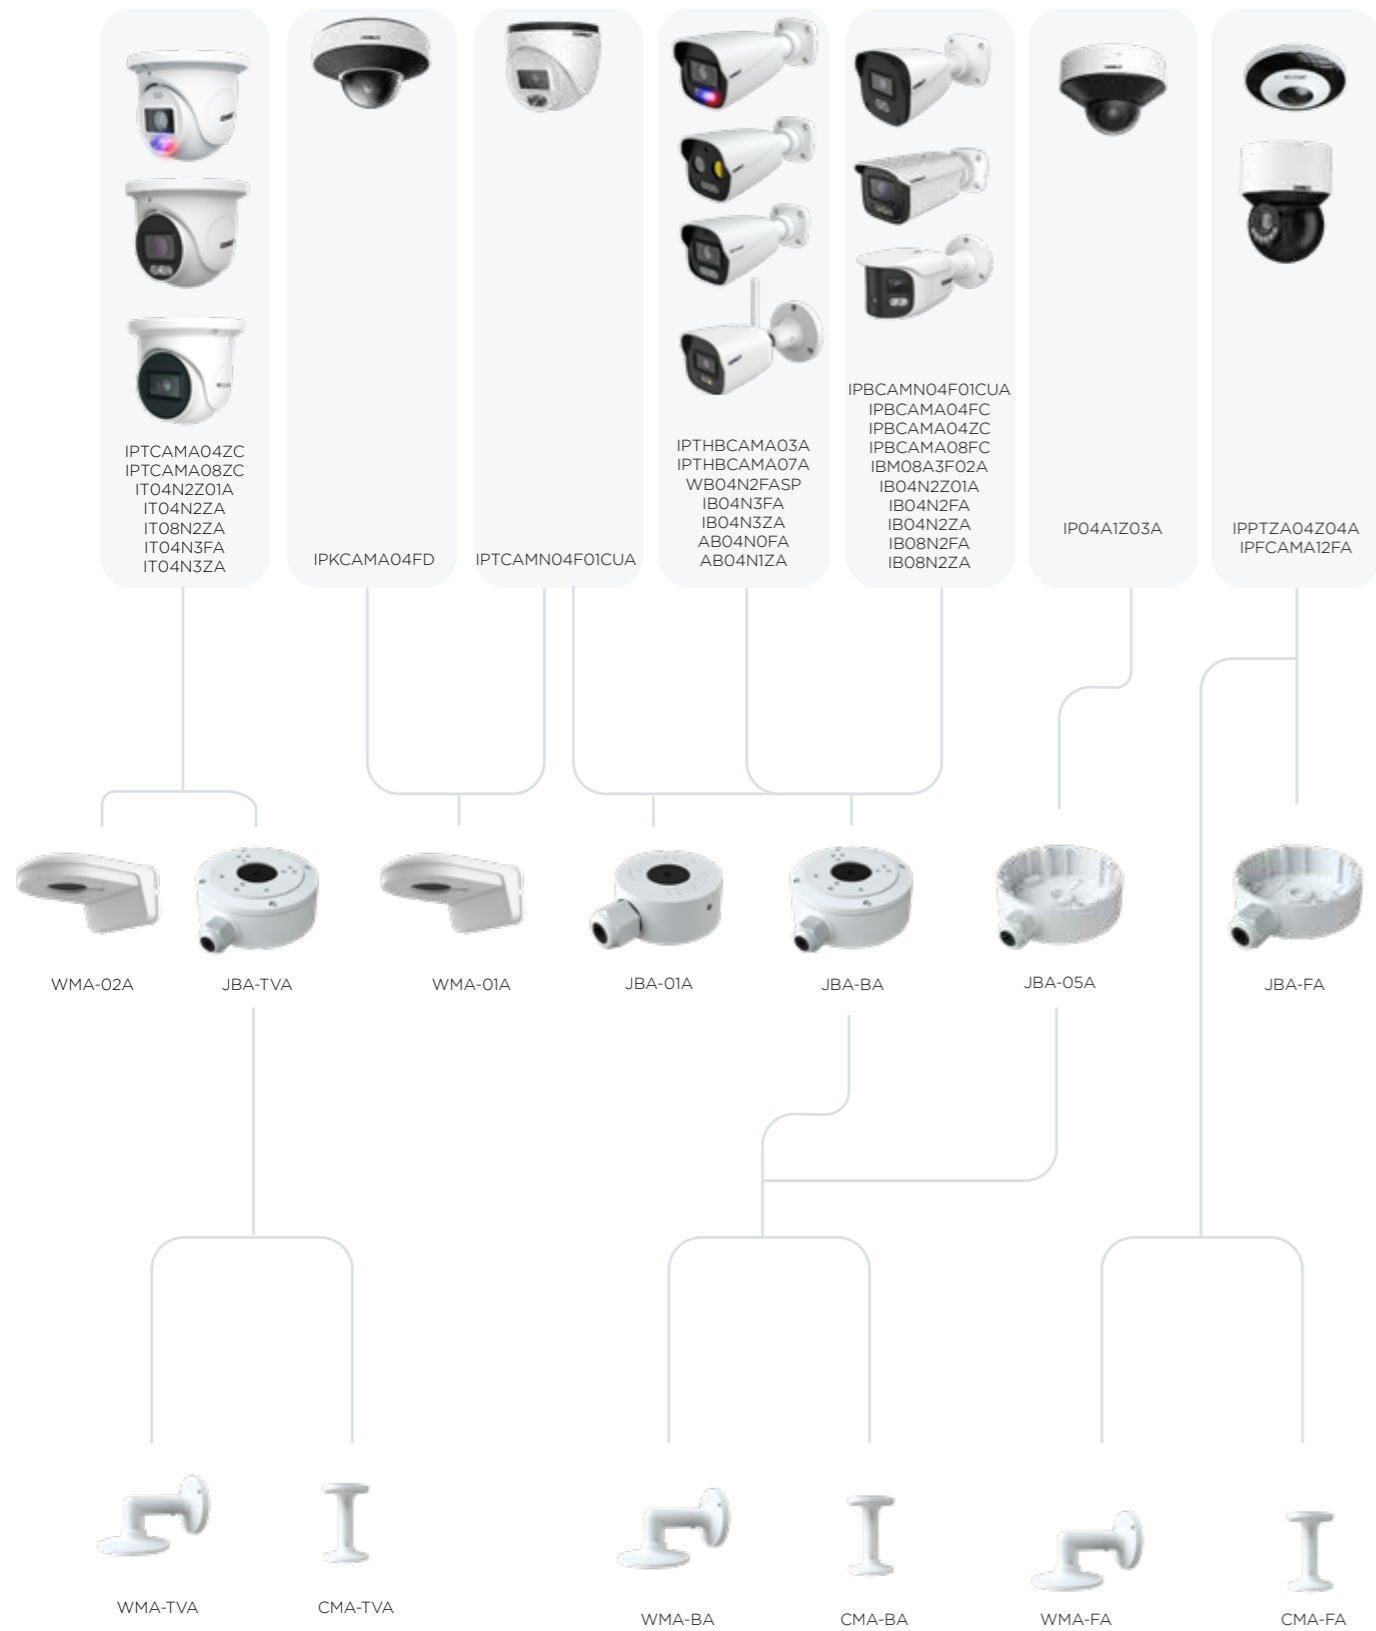 IPTCAMA04ZC
IPTCAMA08ZC
IT04N2Z01A
IT04N2ZA
IT08N2ZA
IT04N3FA
IT04N3ZA
IPKCAMA04FD
IPTCAMN04F01CUA
IPTHBCAMA03A
IPTHBCAMA07A
WB04N2FASP
IB04N3FA
IB04N3ZA
AB04N0FA
AB04N1ZA
IPBCAMN04F01CUA
IPBCAMA04FC
IPBCAMA04ZC
IPBCAMA08FC
IBM08A3F02A
IB04N2Z01A
IB04N2FA
IB04N2ZA
IB08N2FA
IB08N2ZA
IP04A1Z03A
IPPTZA04Z04A
IPFCAMA12FA
WMA-02A
JBA-TVA
WMA-01A
JBA-01A
JBA-BA
JBA-05A
JBA-FA
WMA-TVA
CMA-TVA
WMA-BA
CMA-BA
WMA-FA
CMA-FA